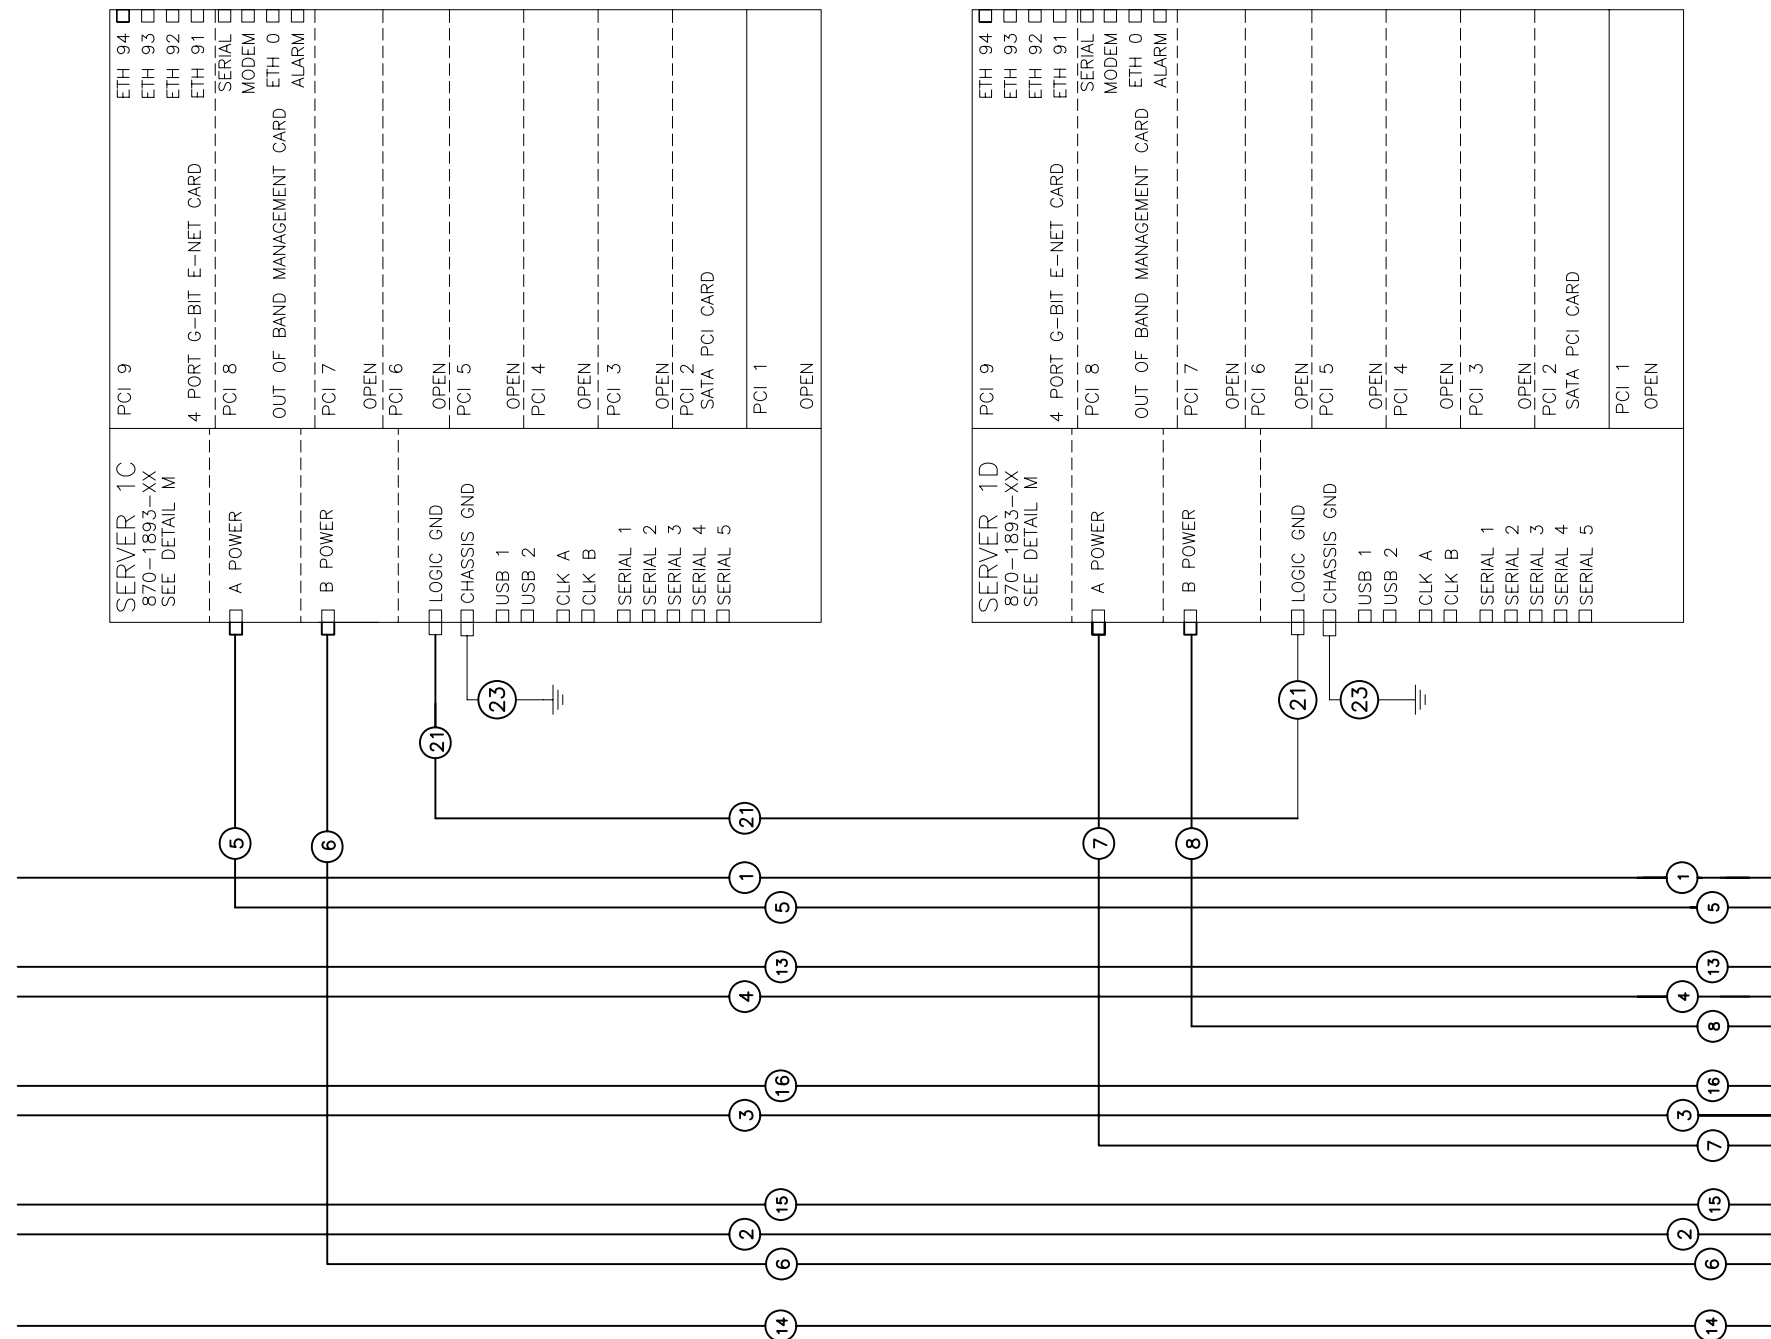 SERVER 1C
870-1893-XX
SEE DETAIL M
A POWER
B POWER
LOGIC GND
CHASSIS GND
USB 1
USB 2
CLK A
CLK B
SERIAL 1
SERIAL 2
SERIAL 3
SERIAL 4
SERIAL 5
PCI 9
ETH 94
ETH 93
ETH 92
ETH 91
4 PORT G-BIT E-NET CARD
PCI 8
SERIAL
MODEM
ETH 0
ALARM
OUT OF BAND MANAGEMENT CARD
PCI 7
OPEN
PCI 6
OPEN
PCI 5
OPEN
PCI 4
OPEN
PCI 3
OPEN
PCI 2
SATA PCI CARD
PCI 1
OPEN
SERVER 1D
870-1893-XX
SEE DETAIL M
A POWER
B POWER
LOGIC GND
CHASSIS GND
USB 1
USB 2
CLK A
CLK B
SERIAL 1
SERIAL 2
SERIAL 3
SERIAL 4
SERIAL 5
PCI 9
ETH 94
ETH 93
ETH 92
ETH 91
4 PORT G-BIT E-NET CARD
PCI 8
SERIAL
MODEM
ETH 0
ALARM
OUT OF BAND MANAGEMENT CARD
PCI 7
OPEN
PCI 6
OPEN
PCI 5
OPEN
PCI 4
OPEN
PCI 3
OPEN
PCI 2
SATA PCI CARD
PCI 1
OPEN
23
21
21
23
21
5
6
7
8
1
1
5
5
13
13
4
4
8
16
16
3
3
7
15
15
2
2
6
6
14
14